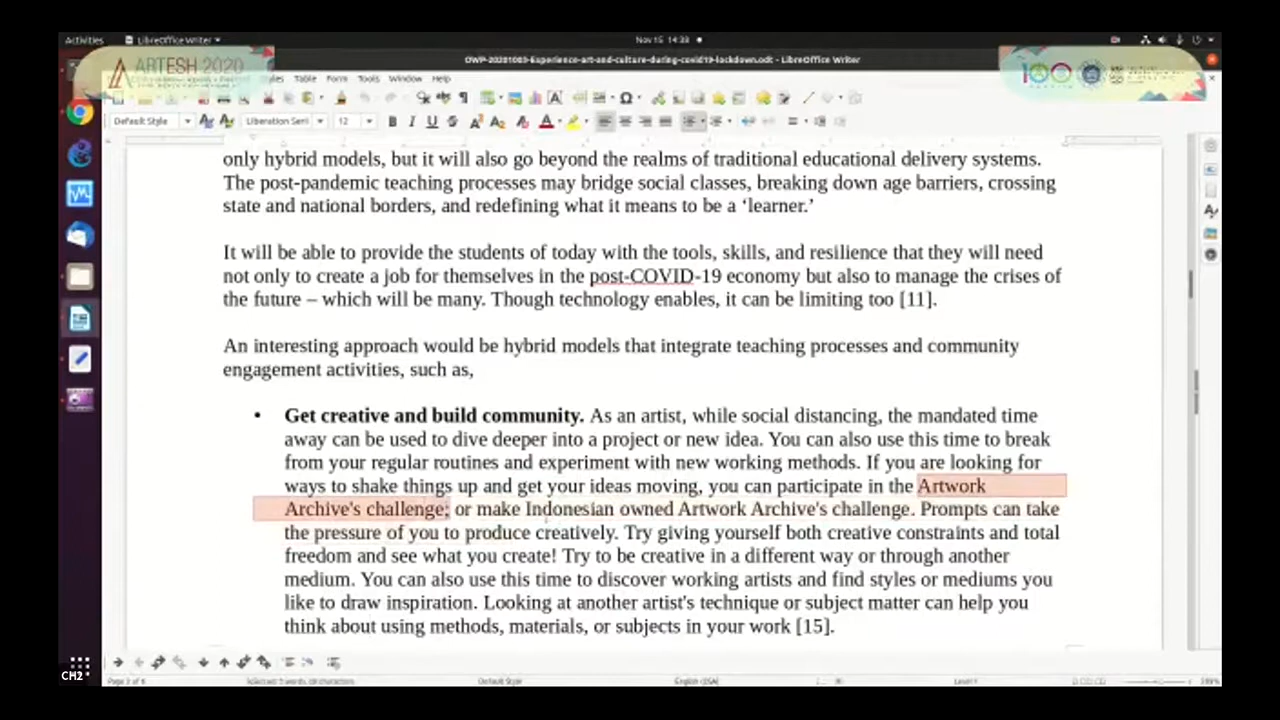 Activities LibreOffice Writer Nov 15 14:38
ARTESH 2020
OWP-20201003-Experience-art-and-culture-during-covid19-lockdown.odt - LibreOffice Writer
Styles Table Form Tools Window Help
Default Style Liberation Seri 12
only hybrid models, but it will also go beyond the realms of traditional educational delivery systems.
The post-pandemic teaching processes may bridge social classes, breaking down age barriers, crossing
state and national borders, and redefining what it means to be a ‘learner.’
It will be able to provide the students of today with the tools, skills, and resilience that they will need
not only to create a job for themselves in the post-COVID-19 economy but also to manage the crises of
the future – which will be many. Though technology enables, it can be limiting too [11].
An interesting approach would be hybrid models that integrate teaching processes and community
engagement activities, such as,
• Get creative and build community. As an artist, while social distancing, the mandated time
away can be used to dive deeper into a project or new idea. You can also use this time to break
from your regular routines and experiment with new working methods. If you are looking for
ways to shake things up and get your ideas moving, you can participate in the Artwork
Archive's challenge; or make Indonesian owned Artwork Archive's challenge. Prompts can take
the pressure of you to produce creatively. Try giving yourself both creative constraints and total
freedom and see what you create! Try to be creative in a different way or through another
medium. You can also use this time to discover working artists and find styles or mediums you
like to draw inspiration. Looking at another artist's technique or subject matter can help you
think about using methods, materials, or subjects in your work [15].
CH2
Default Style English (USA) Level 1